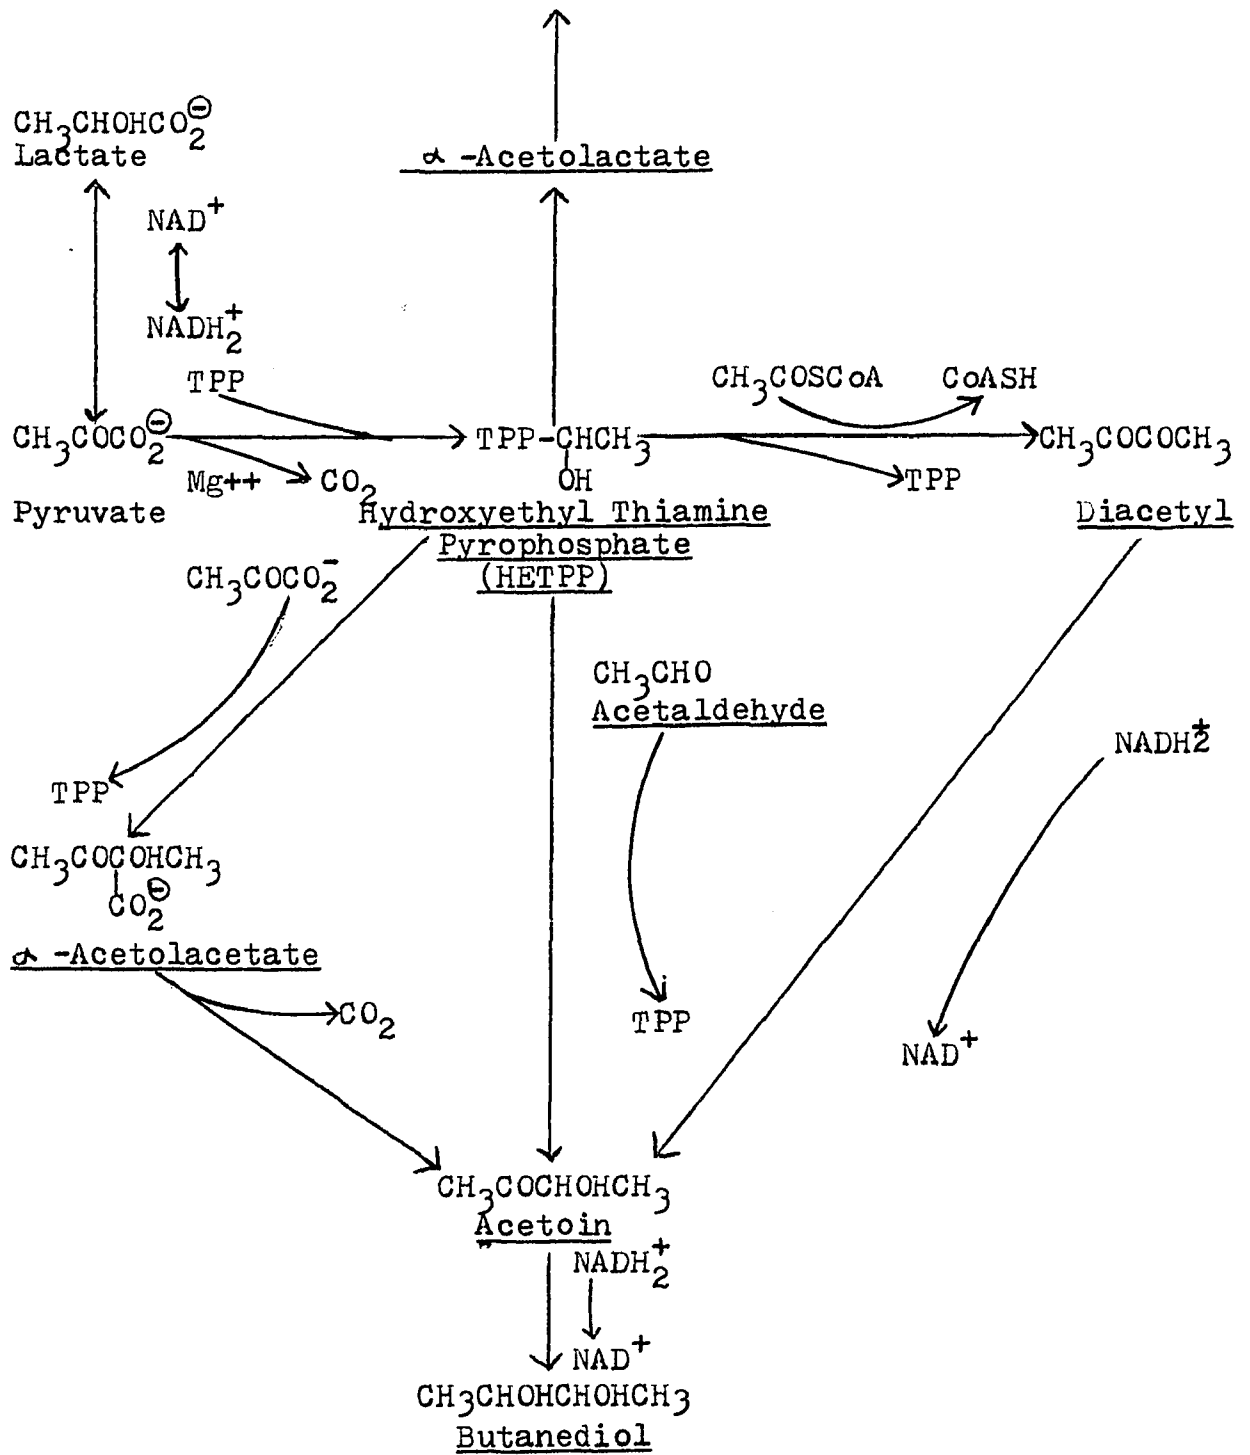 CH₃CHOHCO₂⊖
Lactate
α -Acetolactate
NAD⁺
NADH₂⁺
TPP
CH₃COSCoA CoASH
CH₃COCO₂⊖ TPP-CHCH₃ CH₃COCOCH₃
OH
Mg++ CO₂ TPP
Pyruvate Hydroxyethyl Thiamine Diacetyl
Pyrophosphate
(HETPP)
CH₃COCO₂⁻
CH₃CHO
Acetaldehyde
NADH₂⁺
TPP
CH₃COCOHCH₃
CO₂⊖
α -Acetolacetate
CO₂
TPP
NAD⁺
CH₃COCHOHCH₃
Acetoin
NADH₂⁺
NAD⁺
CH₃CHOHCHOHCH₃
Butanediol